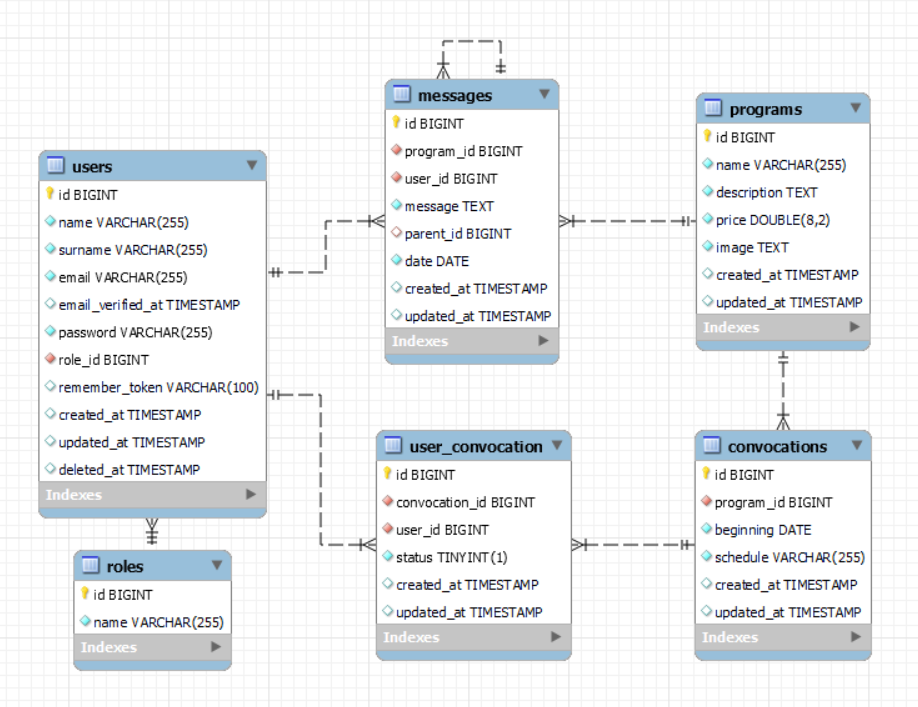 messages
id BIGINT
program_id BIGINT
user_id BIGINT
message TEXT
parent_id BIGINT
date DATE
created_at TIMESTAMP
updated_at TIMESTAMP
Indexes
programs
id BIGINT
name VARCHAR(255)
description TEXT
price DOUBLE(8,2)
image TEXT
created_at TIMESTAMP
updated_at TIMESTAMP
Indexes
users
id BIGINT
name VARCHAR(255)
surname VARCHAR(255)
email VARCHAR(255)
email_verified_at TIMESTAMP
password VARCHAR(255)
role_id BIGINT
remember_token VARCHAR(100)
created_at TIMESTAMP
updated_at TIMESTAMP
deleted_at TIMESTAMP
Indexes
user_convocation
id BIGINT
convocation_id BIGINT
user_id BIGINT
status TINYINT(1)
created_at TIMESTAMP
updated_at TIMESTAMP
Indexes
convocations
id BIGINT
program_id BIGINT
beginning DATE
schedule VARCHAR(255)
created_at TIMESTAMP
updated_at TIMESTAMP
Indexes
roles
id BIGINT
name VARCHAR(255)
Indexes